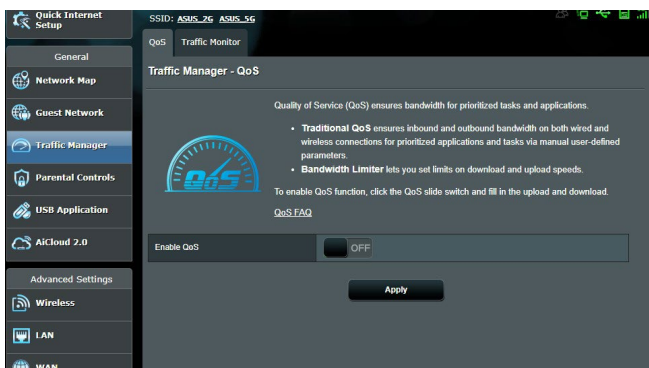 Quick Internet
Setup
General
Network Map
Guest Network
Traffic Manager
Parental Controls
USB Application
AiCloud 2.0
Advanced Settings
Wireless
LAN
WAN
SSID: ASUS_2G ASUS_5G
QoS Traffic Monitor
Traffic Manager - QoS
QoS
Quality of Service (QoS) ensures bandwidth for prioritized tasks and applications.
• Traditional QoS ensures inbound and outbound bandwidth on both wired and
wireless connections for prioritized applications and tasks via manual user-defined
parameters.
• Bandwidth Limiter lets you set limits on download and upload speeds.
To enable QoS function, click the QoS slide switch and fill in the upload and download.
QoS FAQ
Enable QoS OFF
Apply